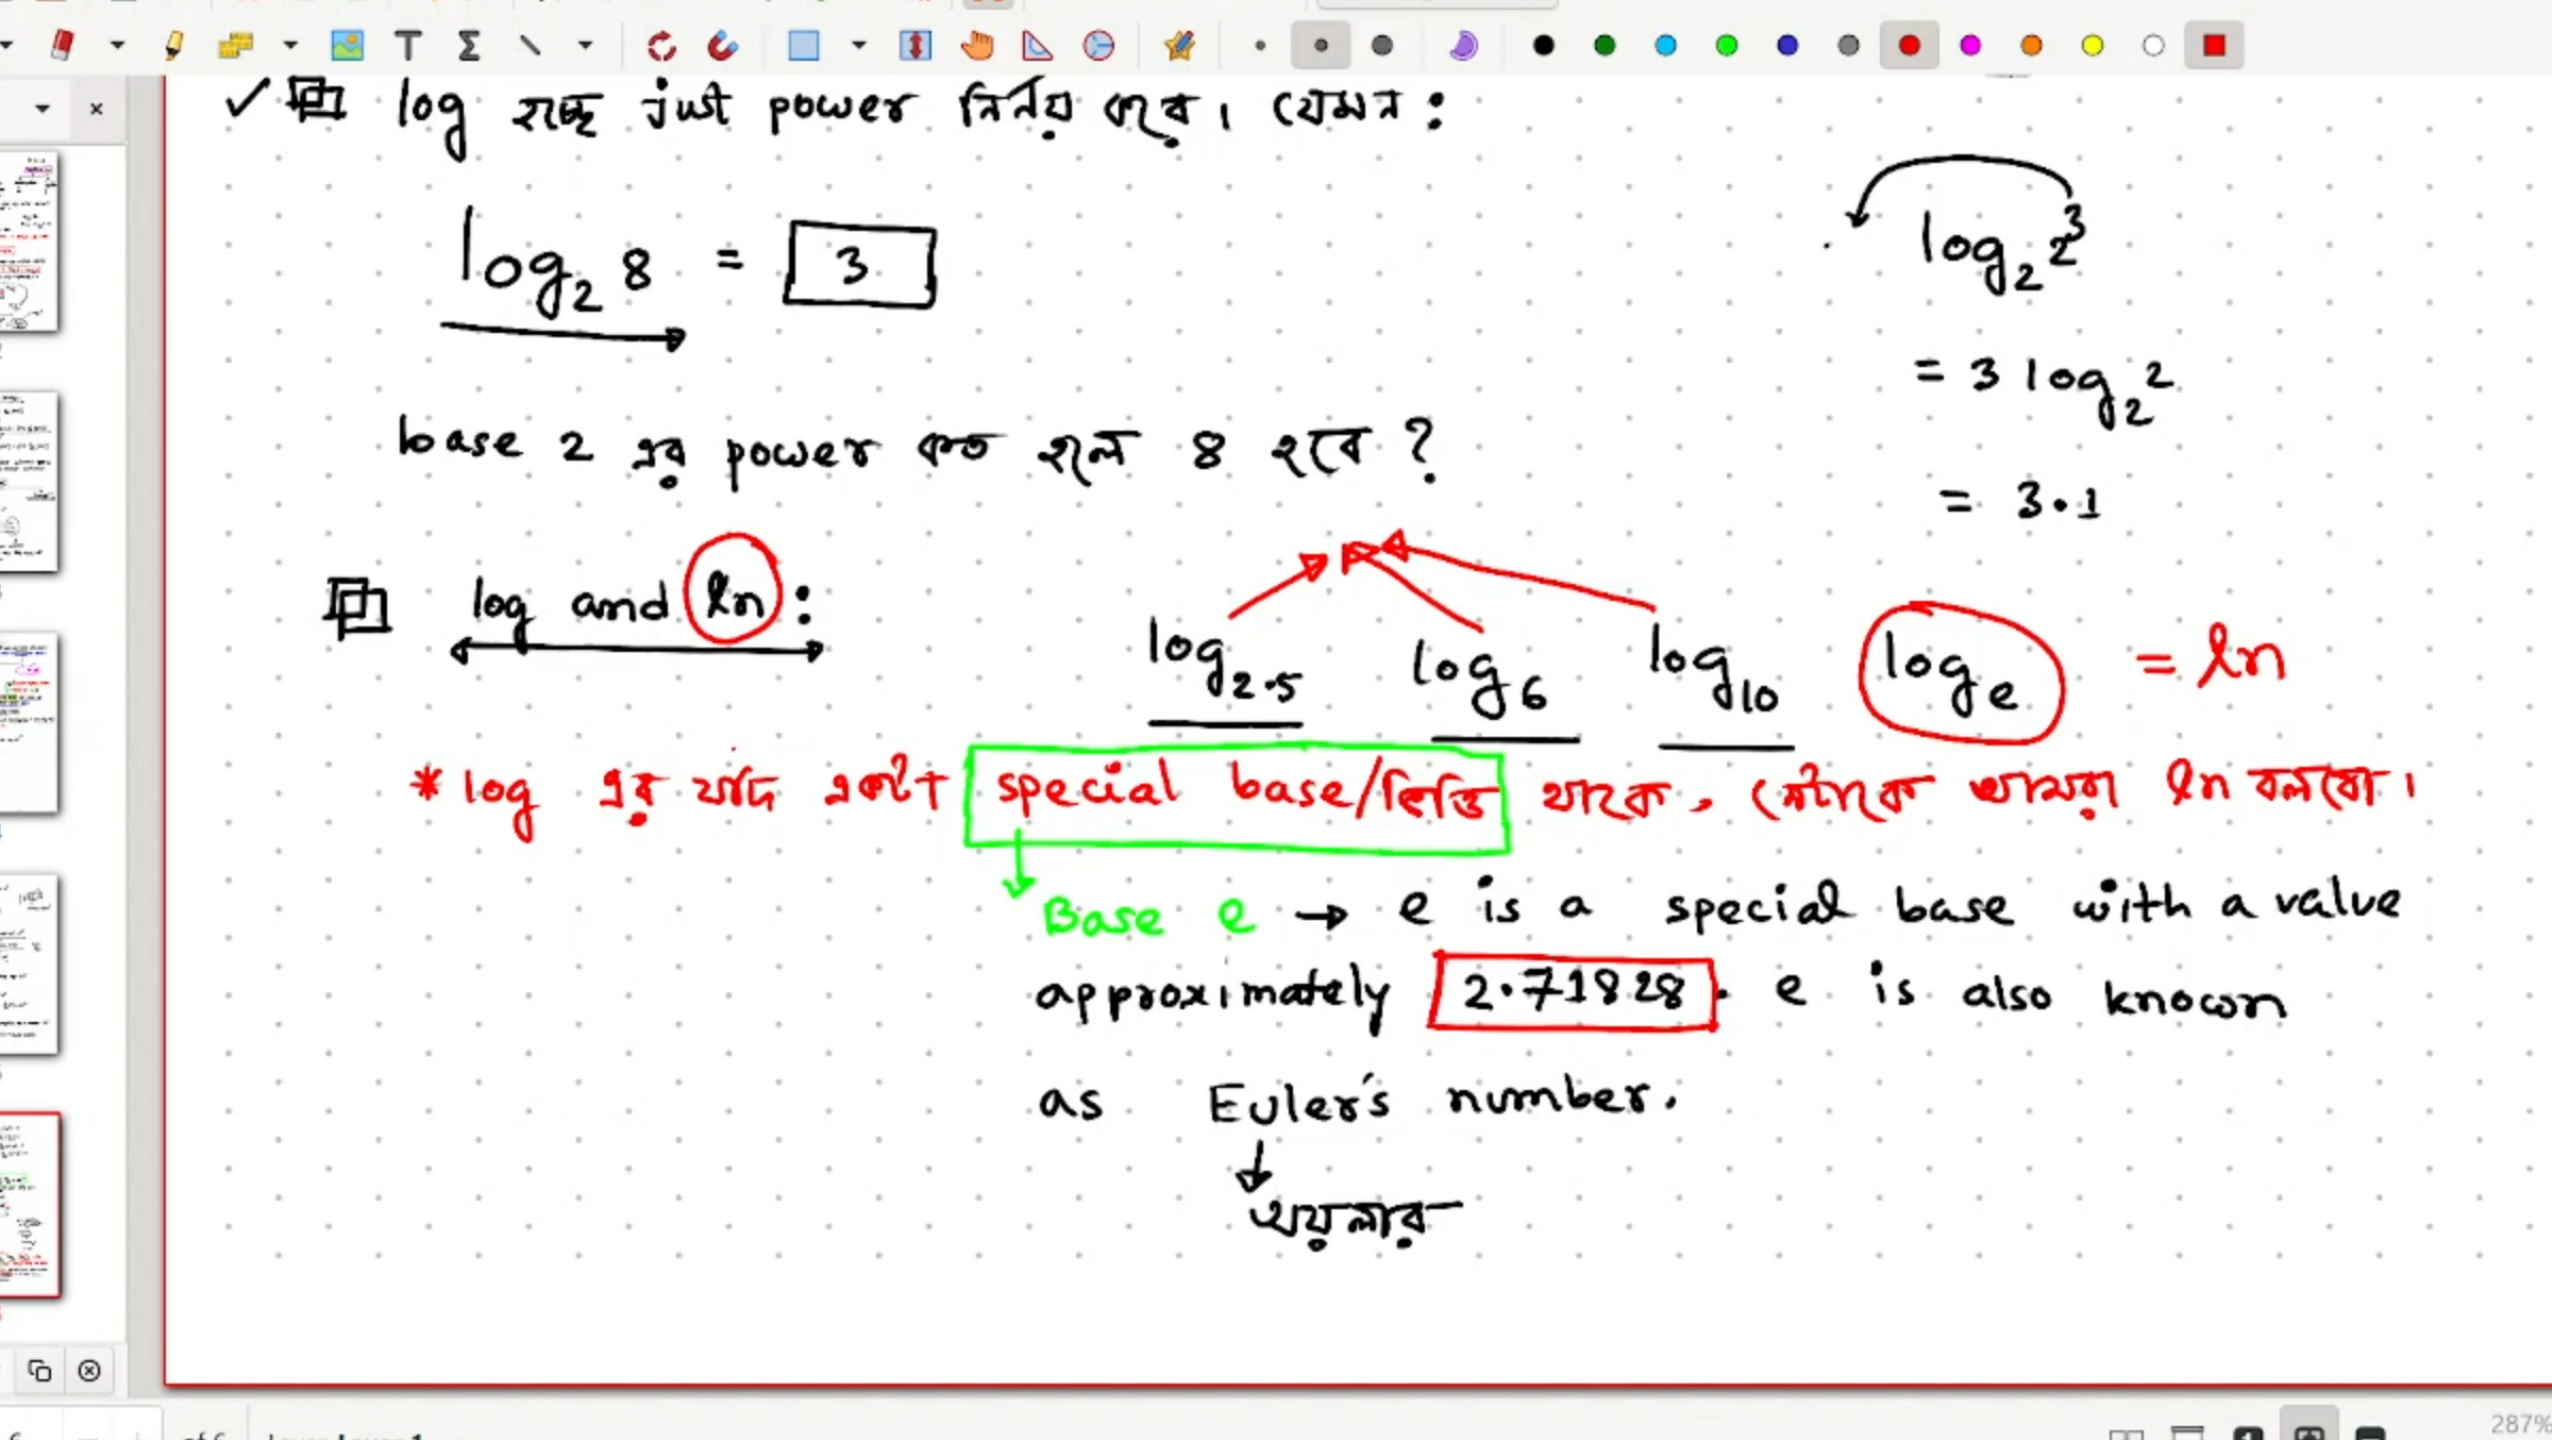 log হচ্ছে just power নির্নয় করে। যেমন:
log₂ 8 = 3
log₂ 2³
= 3 log₂ 2
= 3·1
base 2 এর power কত হলে 8 হবে ?
log and ln :
log₂.₅ log₆ log₁₀ logₑ = ln
* log এর যদি একটা special base/ভিত্তি থাকে, সেটাকে আমরা ln বলবো।
Base e → e is a special base with a value
approximately 2.71828. e is also known
as Euler's number.
অয়লার
287%